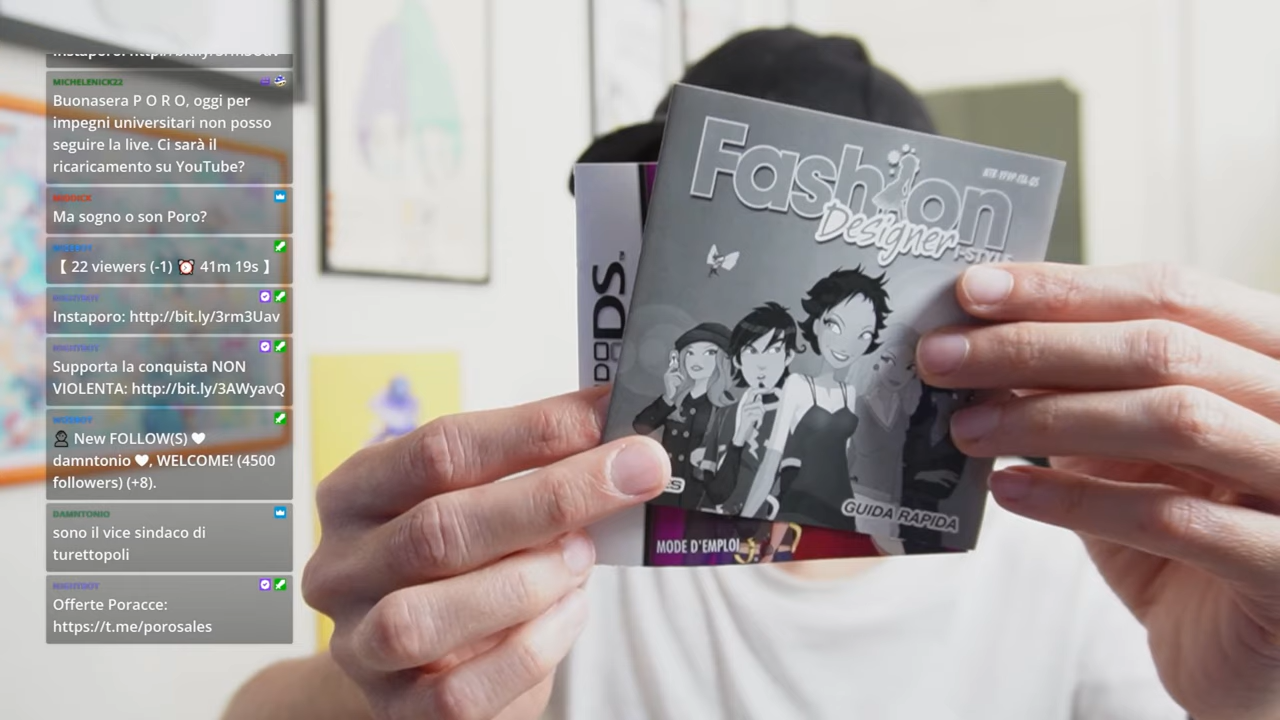 MICHELENICK22
Buonasera P O R O, oggi per
impegni universitari non posso
seguire la live. Ci sarà il
ricaricamento su YouTube?
Ma sogno o son Poro?
【 22 viewers (-1) ⏰ 41m 19s 】
Instaporo: http://bit.ly/3rm3Uav
Supporta la conquista NON
VIOLENTA: http://bit.ly/3AWyavQ
New FOLLOW(S)
damntonio, WELCOME! (4500
followers) (+8).
DAMNTONIO
sono il vice sindaco di
turettopoli
NIGHTBOT
Offerte Poracce:
https://t.me/porosales
DS
Fashion
Designer
GUIDA RAPIDA
MODE D'EMPLOI